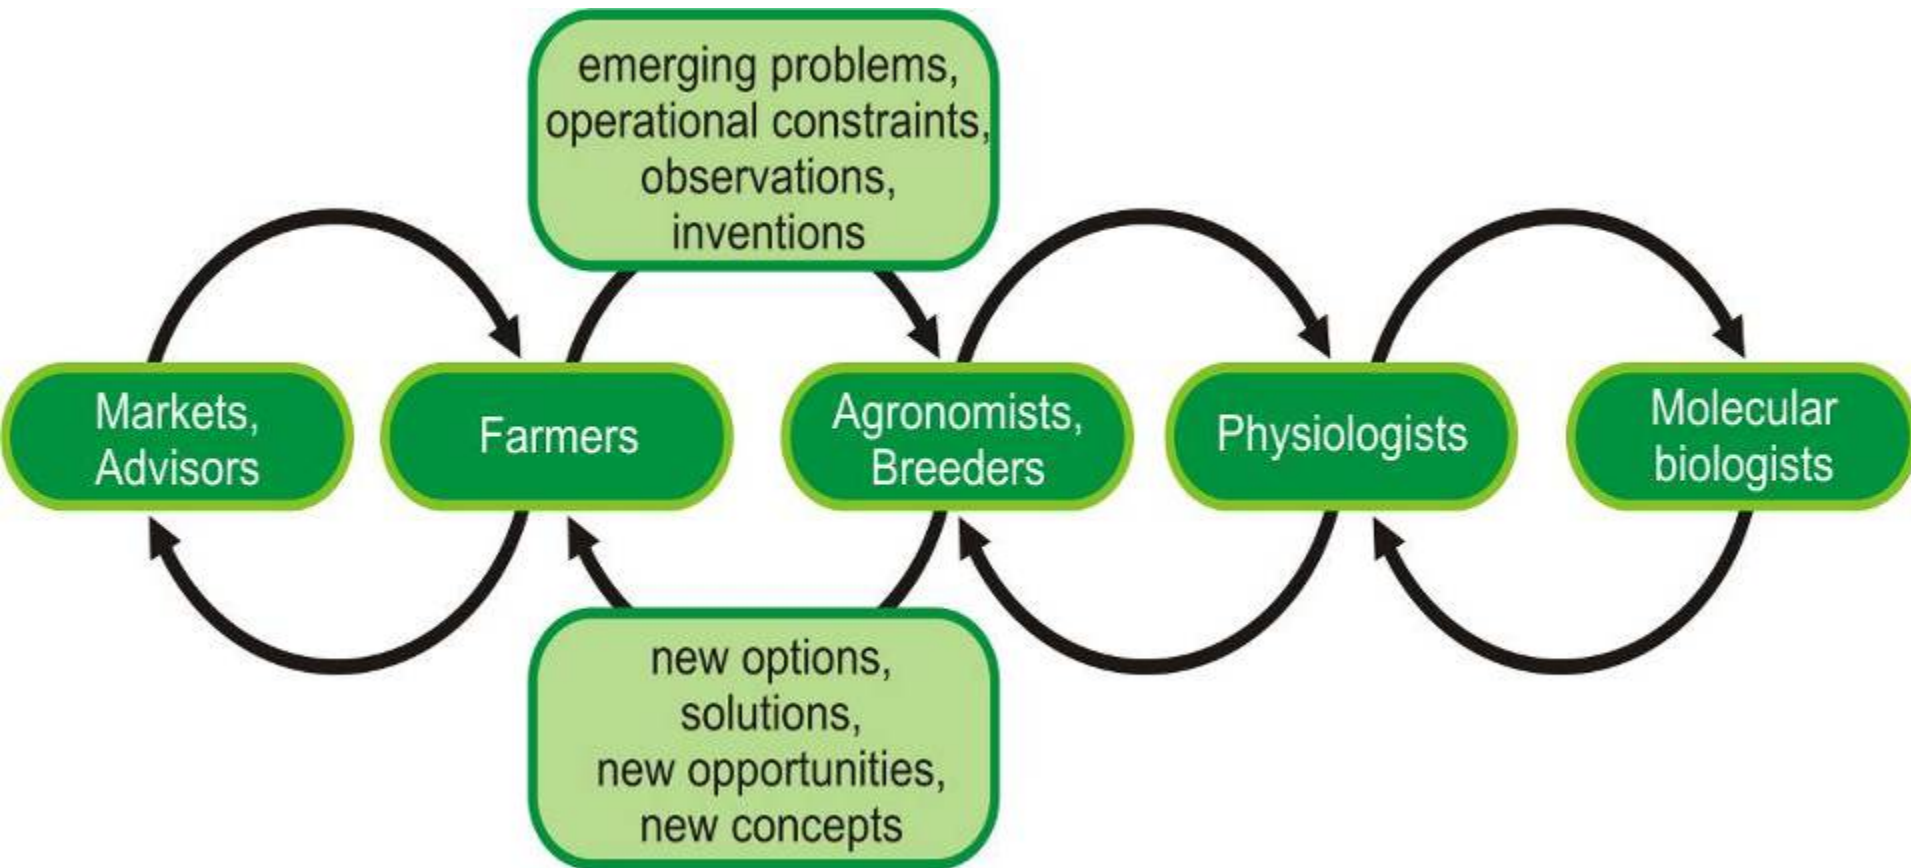 emerging problems,
operational constraints,
observations,
inventions
Markets,
Advisors
Farmers
Agronomists,
Breeders
Physiologists
Molecular
biologists
new options,
solutions,
new opportunities,
new concepts